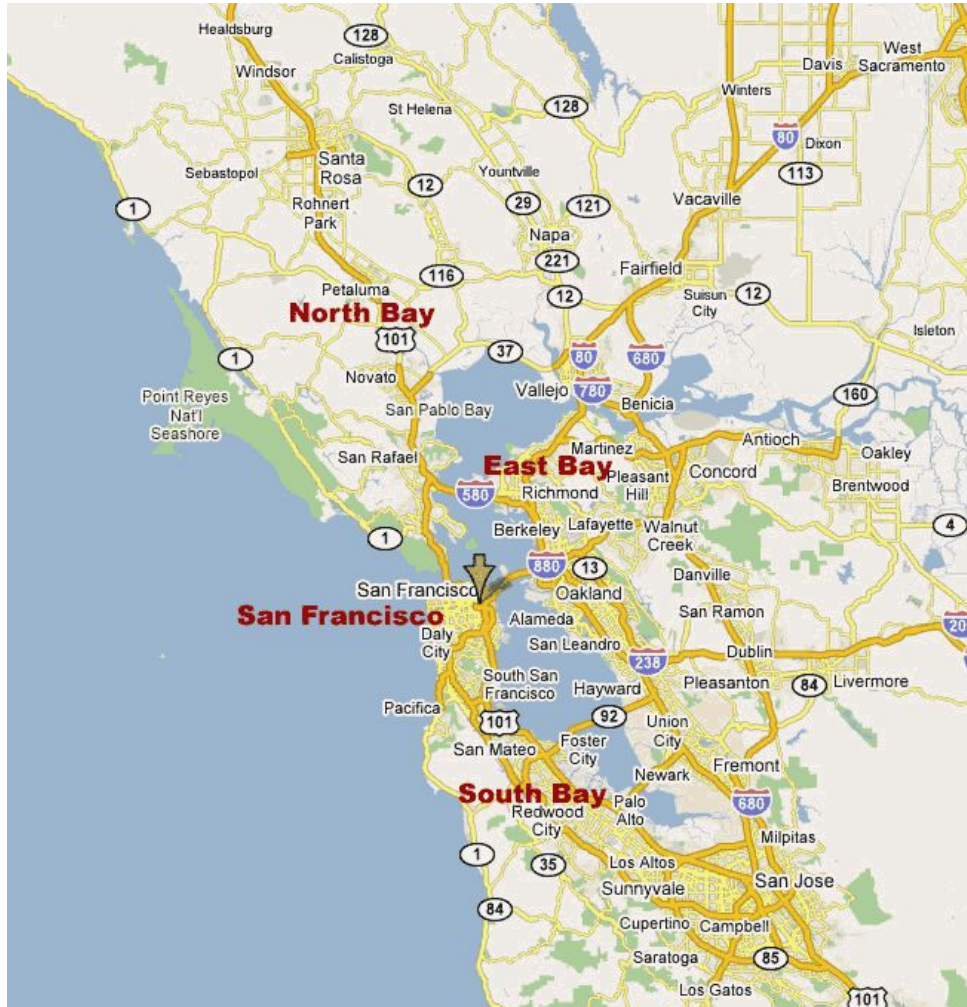 Healdsburg
128
Calistoga
Windsor
Davis
West
Sacramento
Winters
St Helena
128
80
Dixon
Santa
Rosa
Sebastopol
Yountville
113
12
1
Rohnert
Park
29
121
Vacaville
Napa
221
116
Fairfield
Petaluma
12
Suisun
City
12
North Bay
101
Isleton
1
37
80
680
Novato
Vallejo
780
Benicia
160
Point Reyes
Nat'l
Seashore
San Pablo Bay
Martinez
Antioch
San Rafael
East Bay
Pleasant
Hill
Concord
Oakley
Brentwood
580
Richmond
Berkeley
Lafayette
Walnut
Creek
4
1
880
13
Danville
San Francisco
Oakland
San Francisco
Alameda
San Ramon
Daly
City
San Leandro
238
Dublin
20
South San
Francisco
Hayward
Pleasanton
84
Livermore
Pacifica
101
92
Union
City
San Mateo
Foster
City
Newark
Fremont
South Bay
Palo
Alto
680
Redwood
City
Milpitas
1
35
Los Altos
Sunnyvale
San Jose
84
Cupertino
Campbell
Saratoga
85
Los Gatos
101